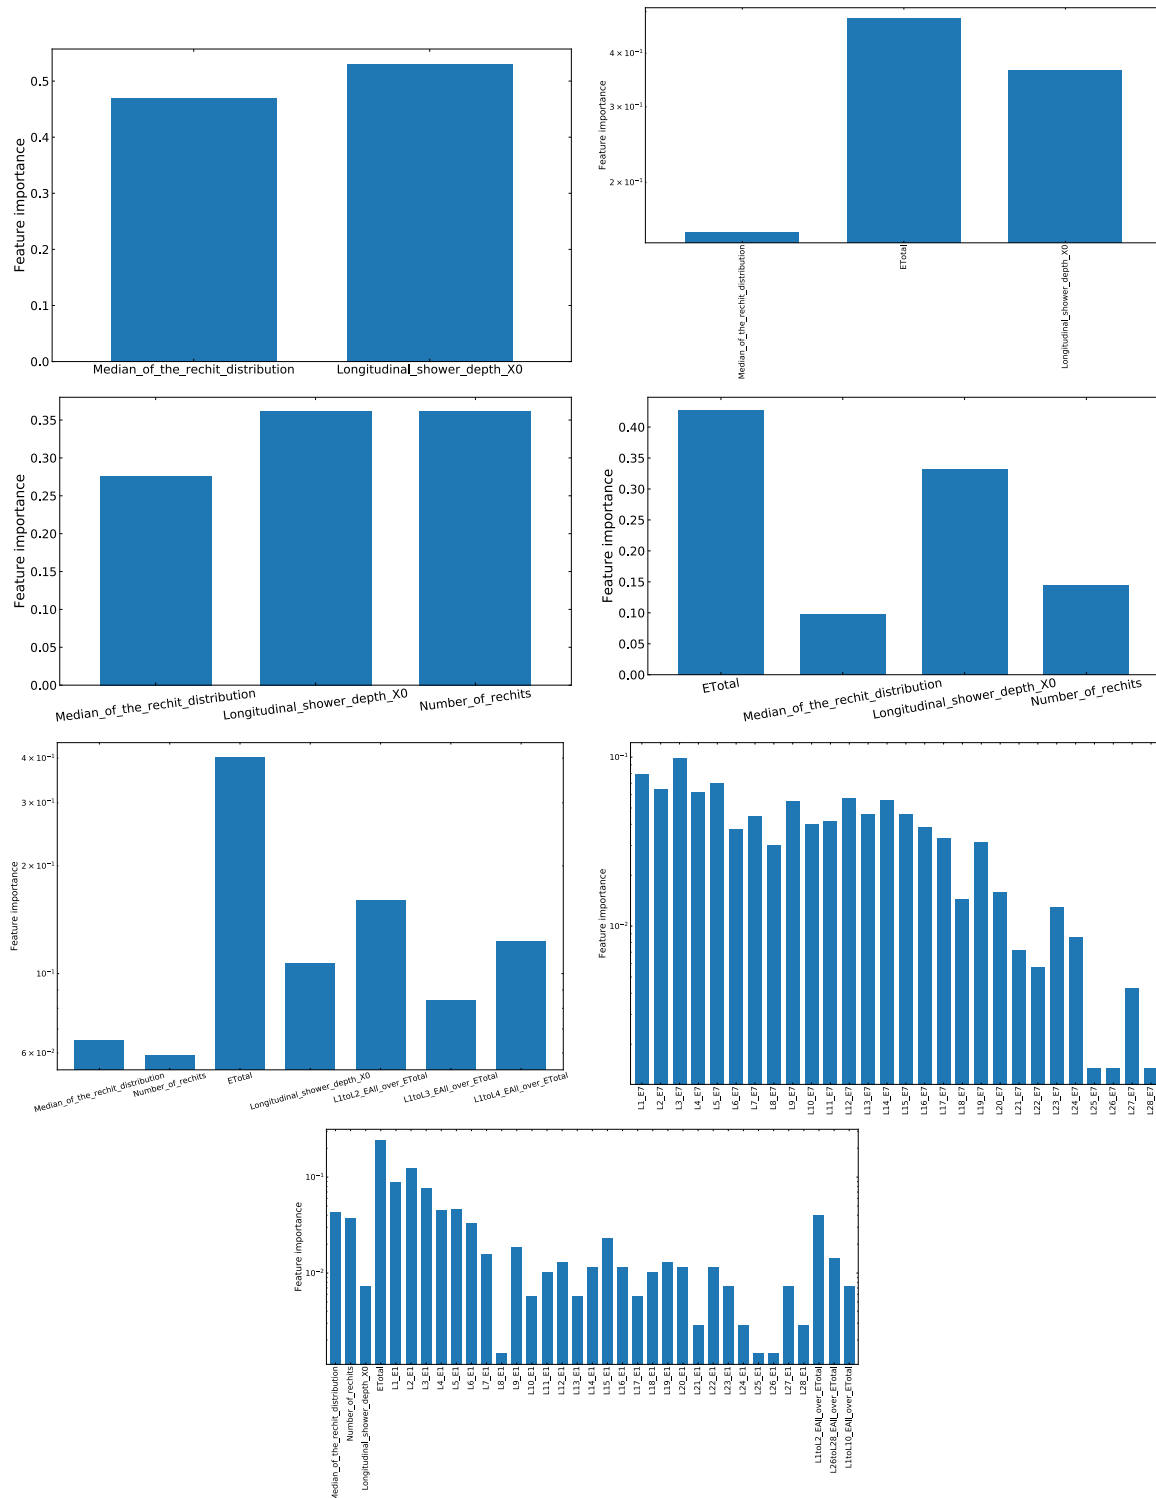 0.5
0.4
0.3
0.2
0.1
0.0
Feature importance
Median_of_the_rechit_distribution Longitudinal_shower_depth_X0
4 × 10⁻¹
3 × 10⁻¹
2 × 10⁻¹
Feature importance
Median_of_the_rechit_distribution
ETotal
Longitudinal_shower_depth_X0
0.35
0.30
0.25
0.20
0.15
0.10
0.05
0.00
Feature importance
Median_of_the_rechit_distribution
Longitudinal_shower_depth_X0
Number_of_rechits
0.40
0.35
0.30
0.25
0.20
0.15
0.10
0.05
0.00
Feature importance
ETotal
Median_of_the_rechit_distribution
Longitudinal_shower_depth_X0
Number_of_rechits
4 × 10⁻¹
3 × 10⁻¹
2 × 10⁻¹
10⁻¹
6 × 10⁻²
Feature importance
Median_of_the_rechit_distribution
Number_of_rechits
ETotal
Longitudinal_shower_depth_X0
L1toL2_EAll_over_ETotal
L1toL3_EAll_over_ETotal
L1toL4_EAll_over_ETotal
10⁻¹
10⁻²
Feature importance
L1_E7
L2_E7
L3_E7
L4_E7
L5_E7
L6_E7
L7_E7
L8_E7
L9_E7
L10_E7
L11_E7
L12_E7
L13_E7
L14_E7
L15_E7
L16_E7
L17_E7
L18_E7
L19_E7
L20_E7
L21_E7
L22_E7
L23_E7
L24_E7
L25_E7
L26_E7
L27_E7
L28_E7
10⁻¹
10⁻²
Feature importance
Median_of_the_rechit_distribution
Number_of_rechits
Longitudinal_shower_depth_X0
ETotal
L1_E1
L2_E1
L3_E1
L4_E1
L5_E1
L6_E1
L7_E1
L8_E1
L9_E1
L10_E1
L11_E1
L12_E1
L13_E1
L14_E1
L15_E1
L16_E1
L17_E1
L18_E1
L19_E1
L20_E1
L21_E1
L22_E1
L23_E1
L24_E1
L25_E1
L26_E1
L27_E1
L28_E1
L1toL2_EAll_over_ETotal
L26toL28_EAll_over_ETotal
L1toL10_EAll_over_ETotal